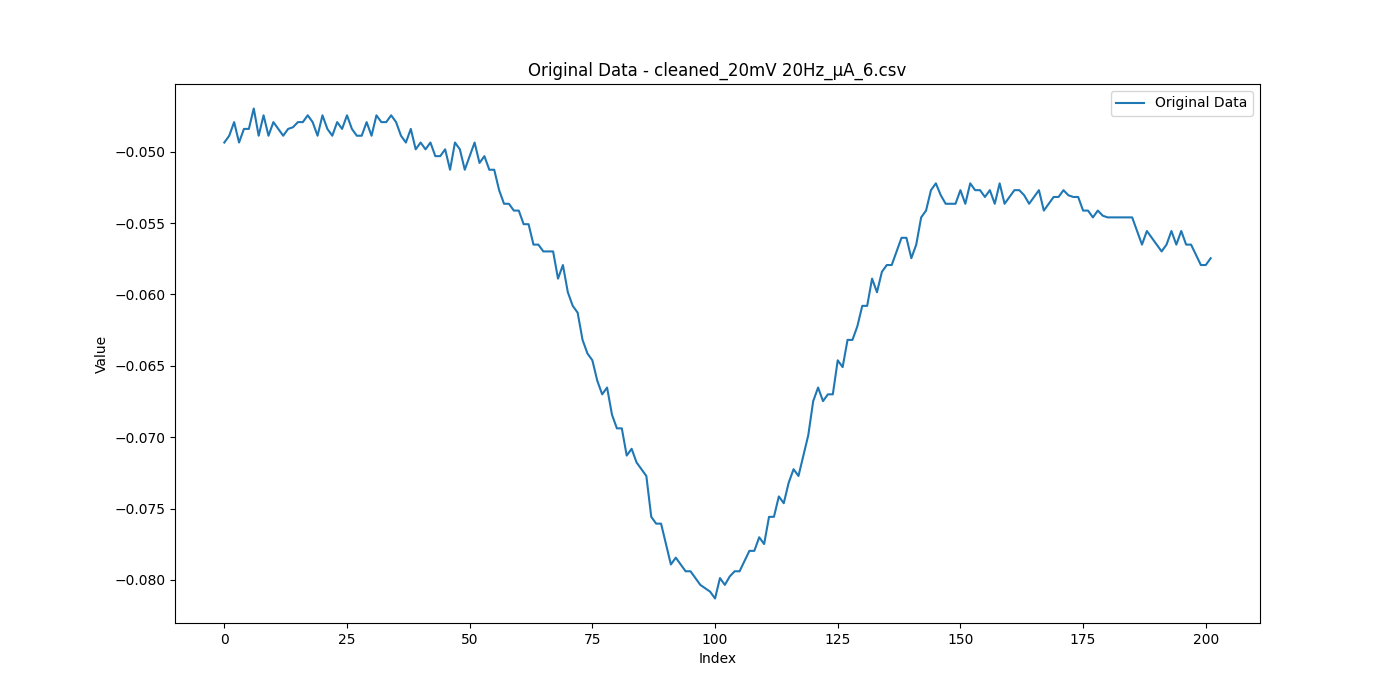 Original Data - cleaned_20mV 20Hz_μA_6.csv
Original Data
−0.050
−0.055
−0.060
−0.065
−0.070
−0.075
−0.080
Value
0 25 50 75 100 125 150 175 200
Index